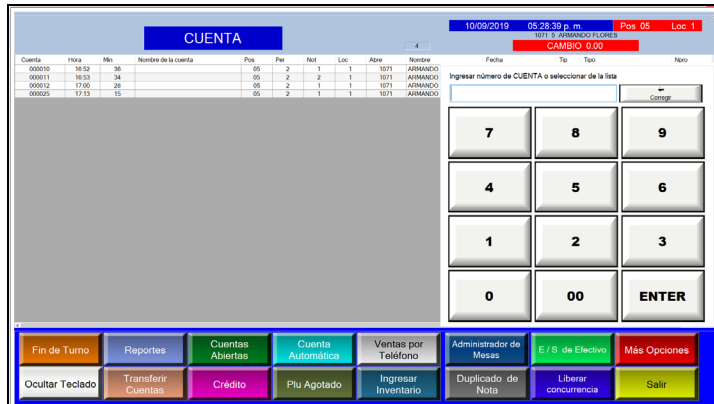 CUENTA
4
10/09/2019 05:28:39 p. m. Pos 05 Loc 1
1071 5 ARMANDO FLORES
CAMBIO 0.00
Cuenta Hora Min Nombre de la cuenta Pos Per Not Loc Abre Nombre Fecha Tip Tipo Npro
000010 16:52 36 05 2 1 1 1071 ARMANDO
000011 16:53 34 05 2 2 1 1071 ARMANDO
000012 17:00 28 05 2 1 1 1071 ARMANDO
000025 17:13 15 05 2 1 1 1071 ARMANDO
Ingresar número de CUENTA o seleccionar de la lista
Corregir
7 8 9
4 5 6
1 2 3
0 00 ENTER
Fin de Turno
Reportes
Cuentas
Abiertas
Cuenta
Automática
Ventas por
Teléfono
Administrador de
Mesas
E / S de Efectivo
Más Opciones
Ocultar Teclado
Transferir
Cuentas
Crédito
Plu Agotado
Ingresar
Inventario
Duplicado de
Nota
Liberar
concurrencia
Salir